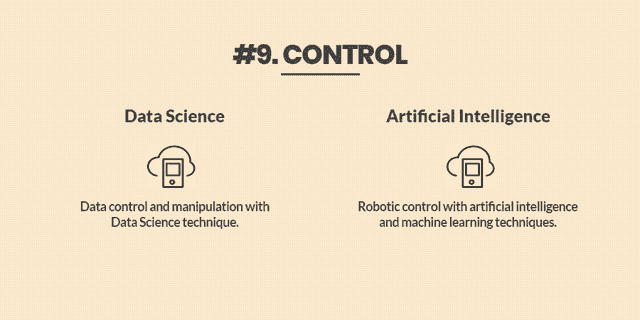 #9. CONTROL
Data Science
Data control and manipulation with
Data Science technique.
Artificial Intelligence
Robotic control with artificial intelligence
and machine learning techniques.